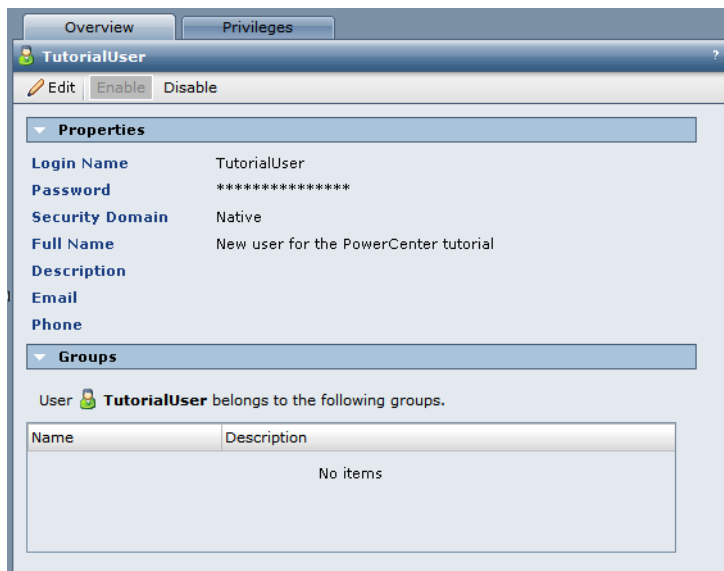 Overview Privileges
TutorialUser ?
Edit Enable Disable
Properties
Login Name TutorialUser
Password ***************
Security Domain Native
Full Name New user for the PowerCenter tutorial
Description
Email
Phone
Groups
User TutorialUser belongs to the following groups.
Name Description
No items